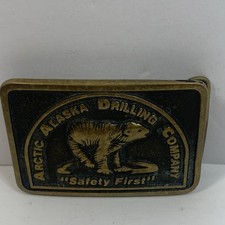 ARCTIC ALASKA DRILLING COMPANY
"Safety First"